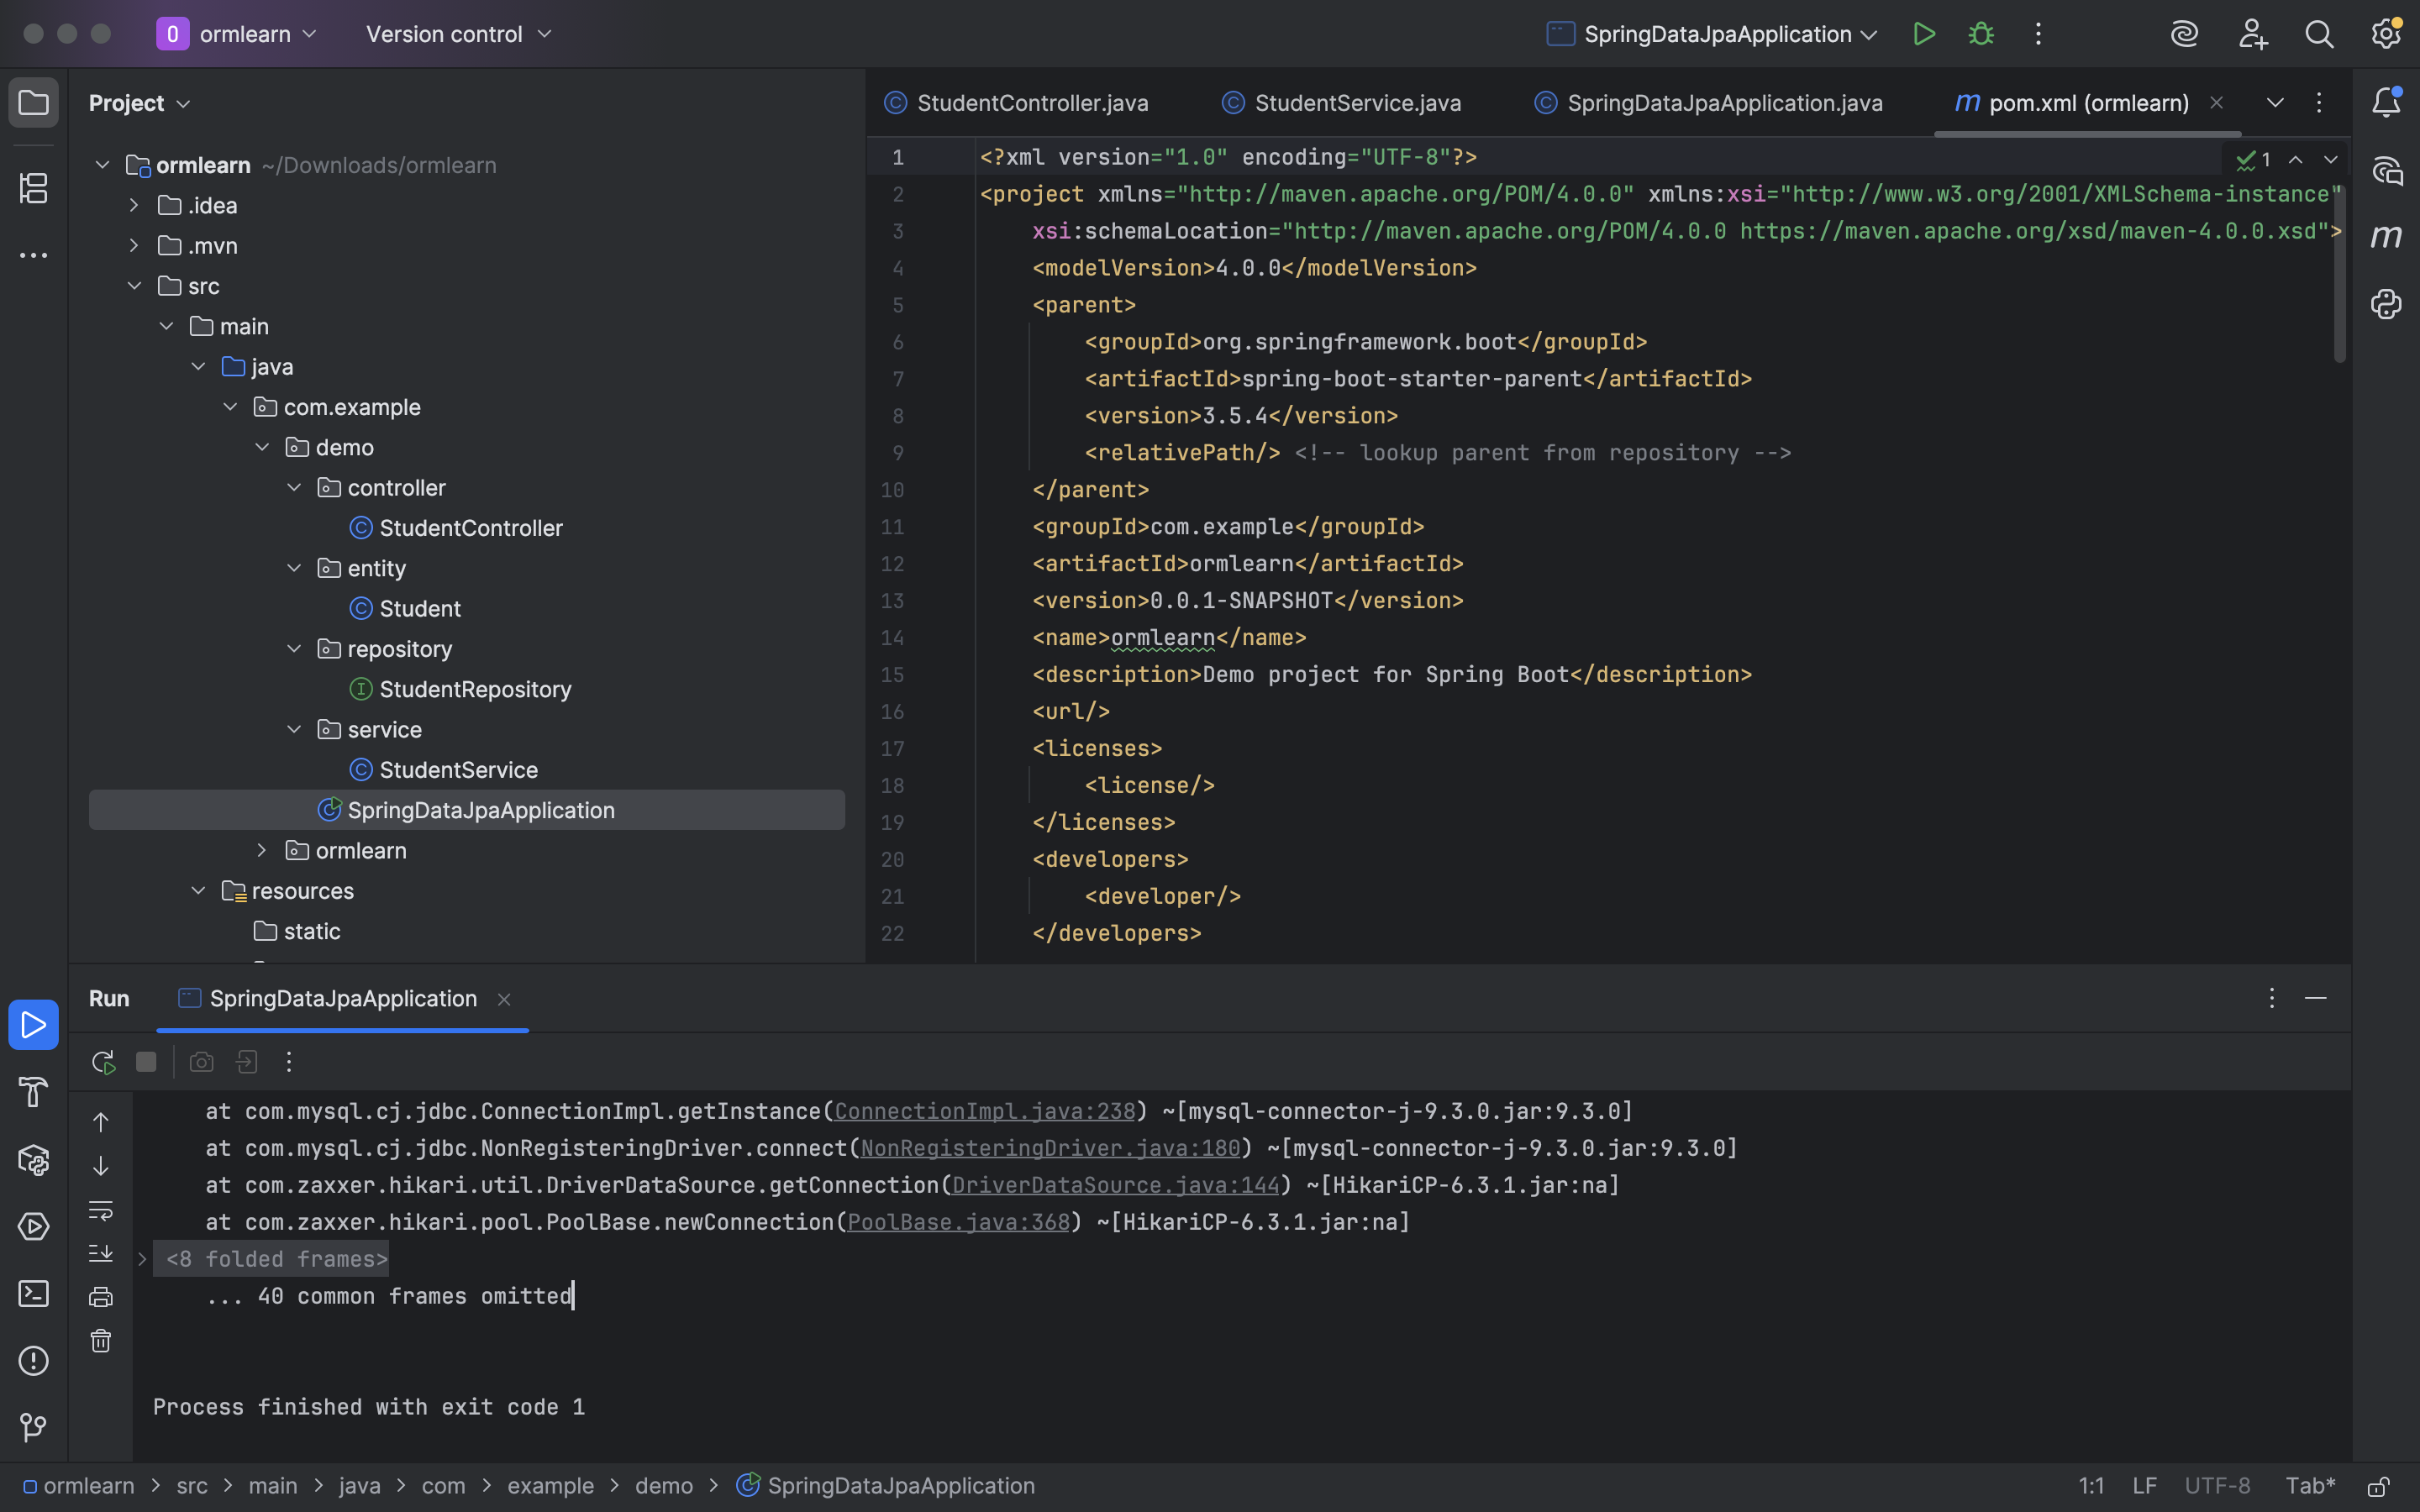 O ormlearn Version control SpringDataJpaApplication
Project
ormlearn ~/Downloads/ormlearn
.idea
.mvn
src
main
java
com.example
demo
controller
StudentController
entity
Student
repository
StudentRepository
service
StudentService
SpringDataJpaApplication
ormlearn
resources
static
StudentController.java StudentService.java SpringDataJpaApplication.java pom.xml (ormlearn)
1 <?xml version="1.0" encoding="UTF-8"?> 1
2 <project xmlns="http://maven.apache.org/POM/4.0.0" xmlns:xsi="http://www.w3.org/2001/XMLSchema-instance"
3 xsi:schemaLocation="http://maven.apache.org/POM/4.0.0 https://maven.apache.org/xsd/maven-4.0.0.xsd">
4 <modelVersion>4.0.0</modelVersion>
5 <parent>
6 <groupId>org.springframework.boot</groupId>
7 <artifactId>spring-boot-starter-parent</artifactId>
8 <version>3.5.4</version>
9 <relativePath/> <!-- lookup parent from repository -->
10 </parent>
11 <groupId>com.example</groupId>
12 <artifactId>ormlearn</artifactId>
13 <version>0.0.1-SNAPSHOT</version>
14 <name>ormlearn</name>
15 <description>Demo project for Spring Boot</description>
16 <url/>
17 <licenses>
18 <license/>
19 </licenses>
20 <developers>
21 <developer/>
22 </developers>
Run SpringDataJpaApplication
at com.mysql.cj.jdbc.ConnectionImpl.getInstance(ConnectionImpl.java:238) ~[mysql-connector-j-9.3.0.jar:9.3.0]
at com.mysql.cj.jdbc.NonRegisteringDriver.connect(NonRegisteringDriver.java:180) ~[mysql-connector-j-9.3.0.jar:9.3.0]
at com.zaxxer.hikari.util.DriverDataSource.getConnection(DriverDataSource.java:144) ~[HikariCP-6.3.1.jar:na]
at com.zaxxer.hikari.pool.PoolBase.newConnection(PoolBase.java:368) ~[HikariCP-6.3.1.jar:na]
<8 folded frames>
... 40 common frames omitted
Process finished with exit code 1
ormlearn > src > main > java > com > example > demo > SpringDataJpaApplication 1:1 LF UTF-8 Tab*